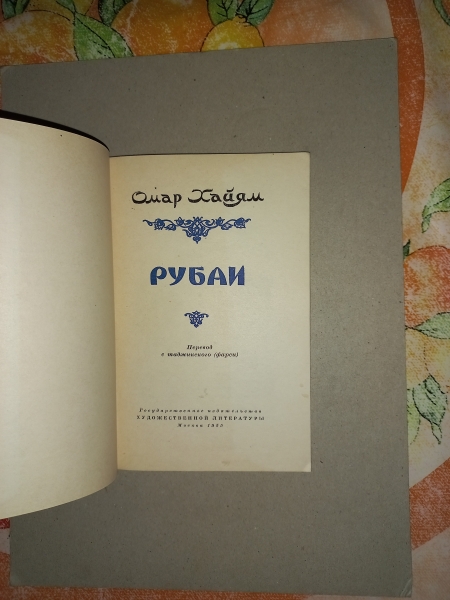 Омар Хайям
РУБАИ
Перевод
с таджикского (фарси)
Государственное издательство
ХУДОЖЕСТВЕННОЙ ЛИТЕРАТУРЫ
Москва